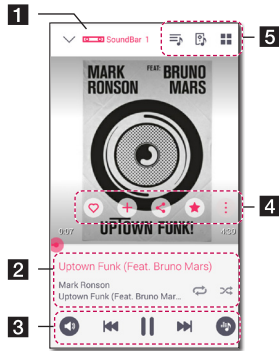 1
SoundBar 1
5
MARK RONSON
FEAT. BRUNO MARS
4
0:07
UPTOWN FUNK!
4:30
2
Uptown Funk (Feat. Bruno Mars)
Mark Ronson
Uptown Funk (Feat. Bruno Mar...
3